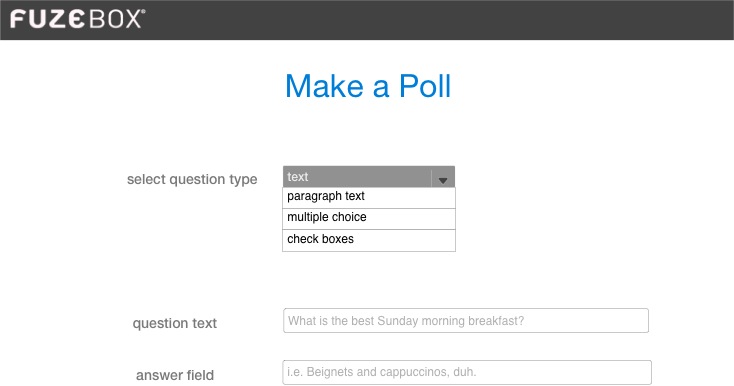 FUZEBOX®
Make a Poll
select question type
text
paragraph text
multiple choice
check boxes
question text
What is the best Sunday morning breakfast?
answer field
i.e. Beignets and cappuccinos, duh.